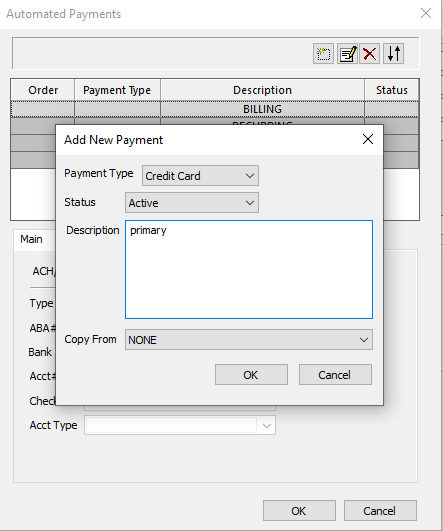 Automated Payments
Order Payment Type Description Status
BILLING
RECURRING
Add New Payment
Payment Type Credit Card
Status Active
Description primary
Copy From NONE
OK Cancel
Main
ACH/
Type
ABA#
Bank
Acct#
Check
Acct Type
OK Cancel